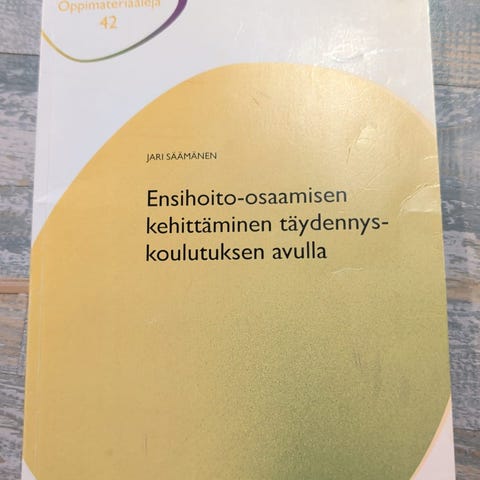 Oppimateriaaleja
42
JARI SÄÄMÄNEN
Ensihoito-osaamisen
kehittäminen täydennys-
koulutuksen avulla